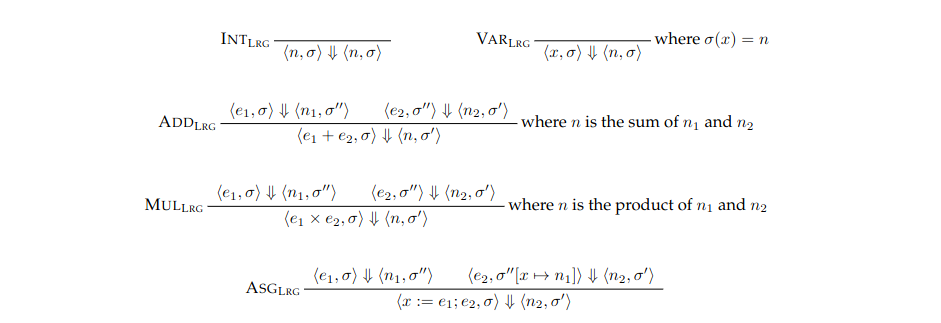 INT_LRG ⟨n, σ⟩ ⇓ ⟨n, σ⟩
VAR_LRG ⟨x, σ⟩ ⇓ ⟨n, σ⟩ where σ(x) = n
⟨e₁, σ⟩ ⇓ ⟨n₁, σ″⟩ ⟨e₂, σ″⟩ ⇓ ⟨n₂, σ′⟩
ADD_LRG where n is the sum of n₁ and n₂
⟨e₁ + e₂, σ⟩ ⇓ ⟨n, σ′⟩
⟨e₁, σ⟩ ⇓ ⟨n₁, σ″⟩ ⟨e₂, σ″⟩ ⇓ ⟨n₂, σ′⟩
MUL_LRG where n is the product of n₁ and n₂
⟨e₁ × e₂, σ⟩ ⇓ ⟨n, σ′⟩
⟨e₁, σ⟩ ⇓ ⟨n₁, σ″⟩ ⟨e₂, σ″[x ↦ n₁]⟩ ⇓ ⟨n₂, σ′⟩
ASG_LRG
⟨x := e₁; e₂, σ⟩ ⇓ ⟨n₂, σ′⟩